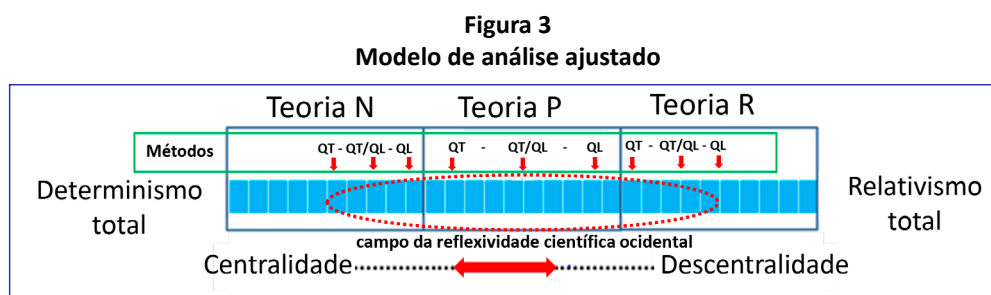 Figura 3
Modelo de análise ajustado
Teoria N Teoria P Teoria R
Métodos QT - QT/QL - QL QT - QT/QL - QL QT - QT/QL - QL
Determinismo total
Relativismo total
campo da reflexividade científica ocidental
Centralidade Descentralidade